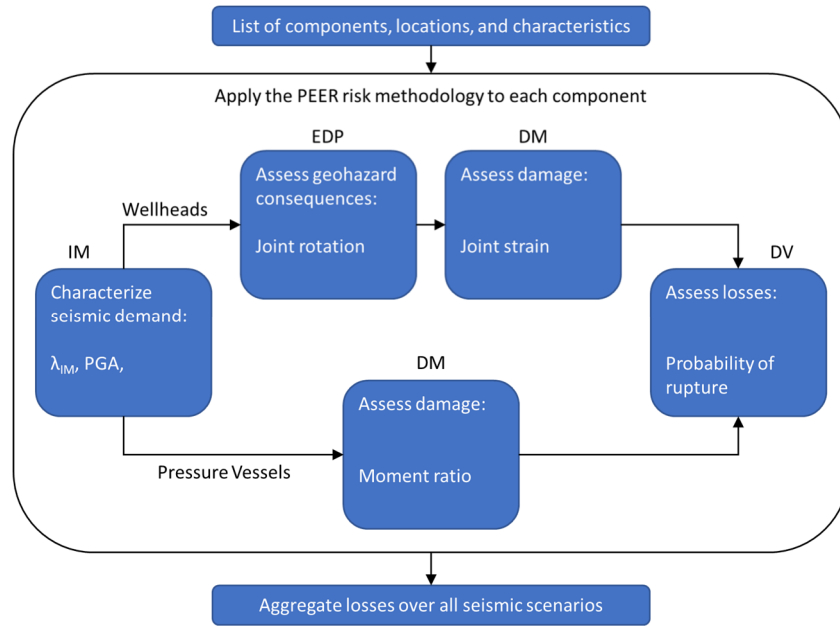 List of components, locations, and characteristics
Apply the PEER risk methodology to each component
EDP
Assess geohazard
consequences:
Joint rotation
DM
Assess damage:
Joint strain
Wellheads
IM
Characterize
seismic demand:
λIM, PGA,
DV
Assess losses:
Probability of
rupture
DM
Assess damage:
Moment ratio
Pressure Vessels
Aggregate losses over all seismic scenarios